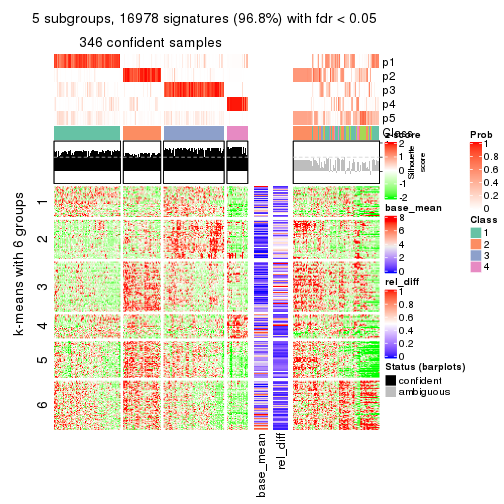 5 subgroups, 16978 signatures (96.8%) with fdr < 0.05
346 confident samples
p1
p2
p3
p4
p5
Class
z-score
2
1
0
-1
-2
Silhouette
score
Prob
1
0.8
0.6
0.4
0.2
0
base_mean
8
6
4
2
0
Class
1
2
3
4
rel_diff
1
0.8
0.6
0.4
0.2
0
Status (barplots)
confident
ambiguous
k-means with 6 groups
1
2
3
4
5
6
base_mean
rel_diff